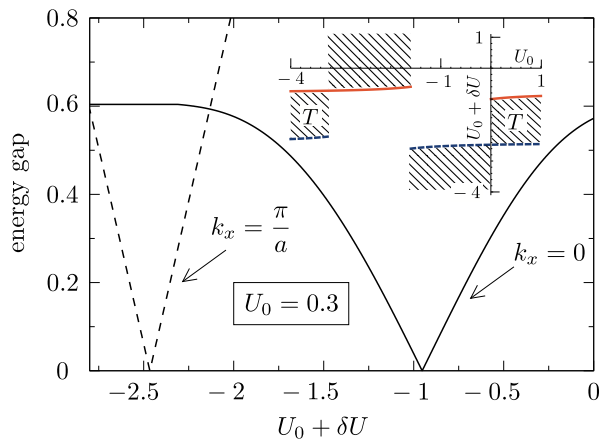 0.8
0.6
0.4
0.2
0
energy gap
−2.5
−2
−1.5
−1
−0.5
0
U₀ + δU
k_x = π/a
U₀ = 0.3
k_x = 0
1
U₀
−4
−1
1
U₀ + δU
T
T
−4